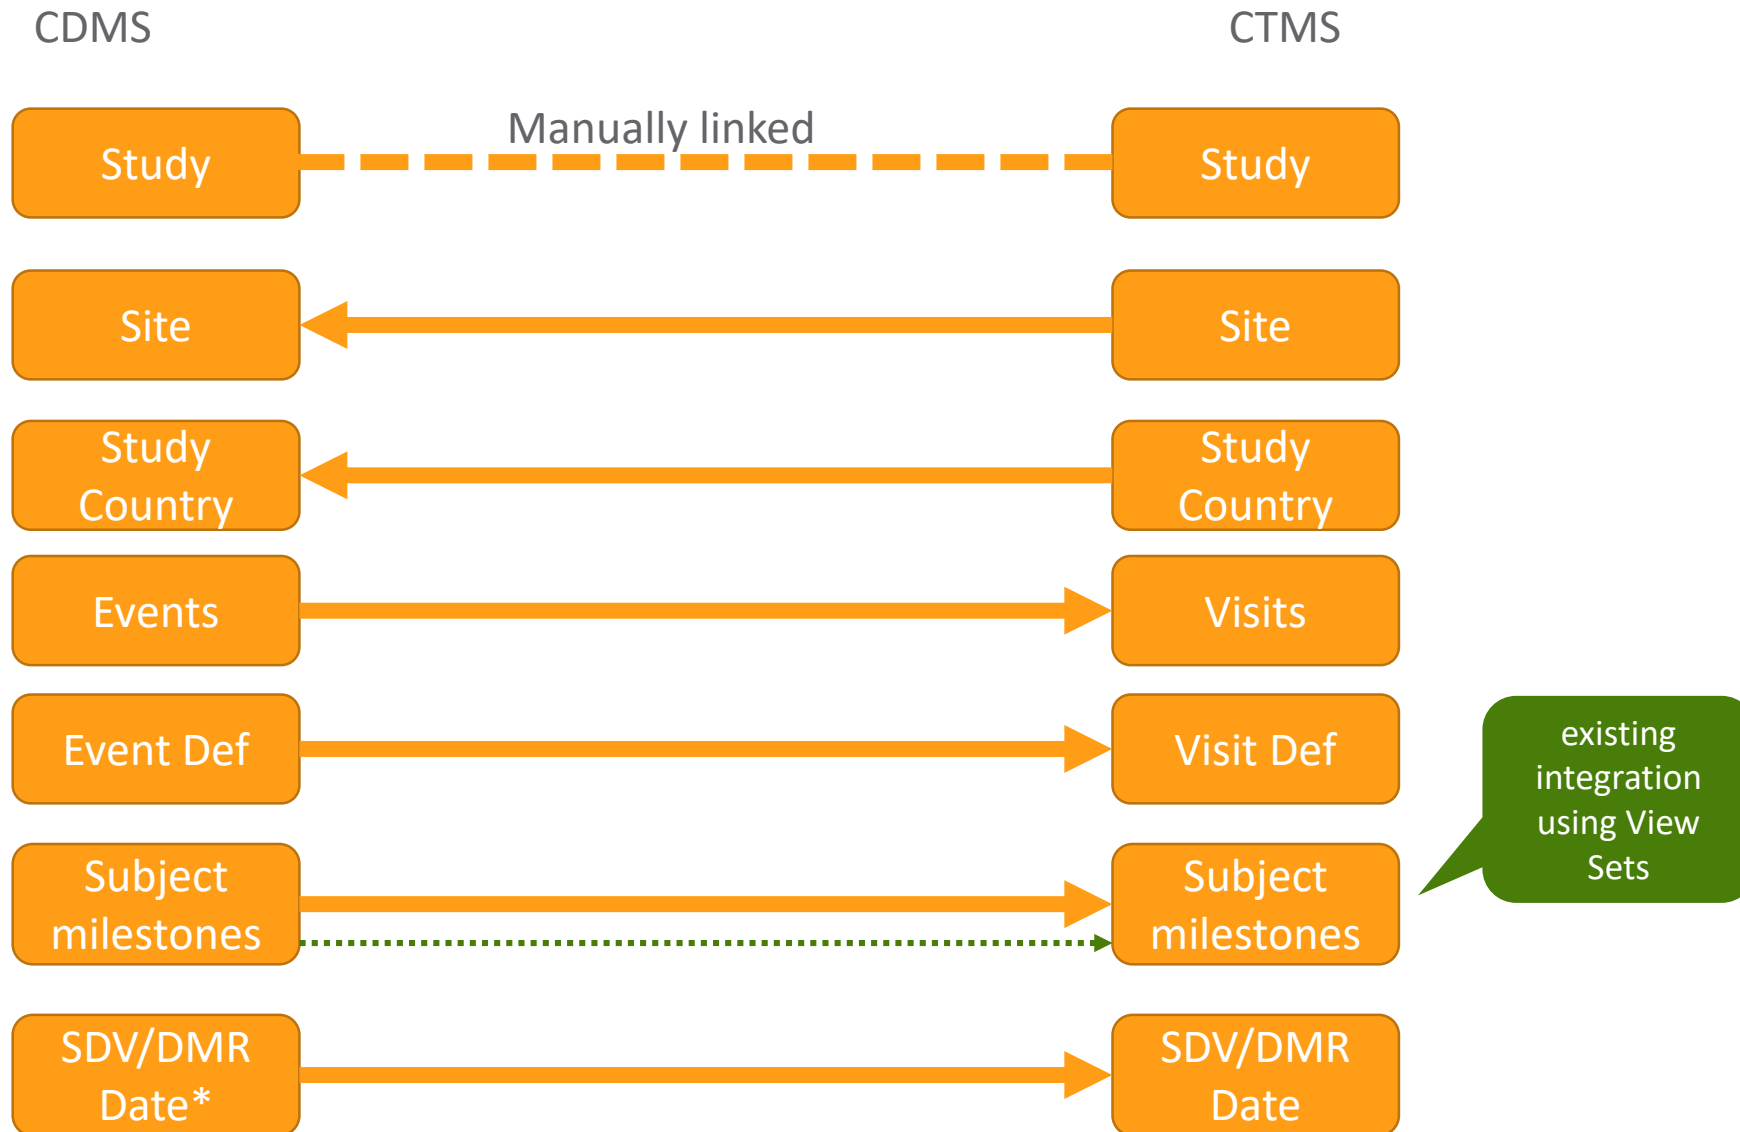 CDMS
CTMS
Manually linked
Study
Study
Site
Site
Study
Country
Study
Country
Events
Visits
Event Def
Visit Def
existing
integration
using View
Sets
Subject
milestones
Subject
milestones
SDV/DMR
Date*
SDV/DMR
Date